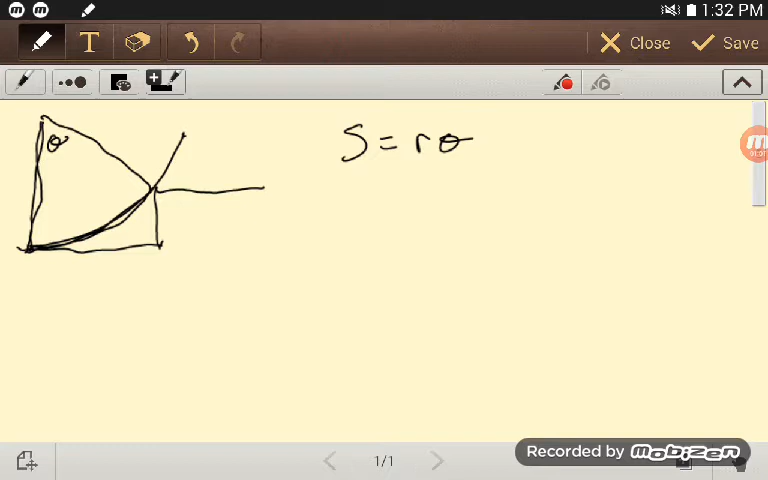 1:32 PM
T Close Save
θ
S = rθ
1/1
Recorded by mobizen